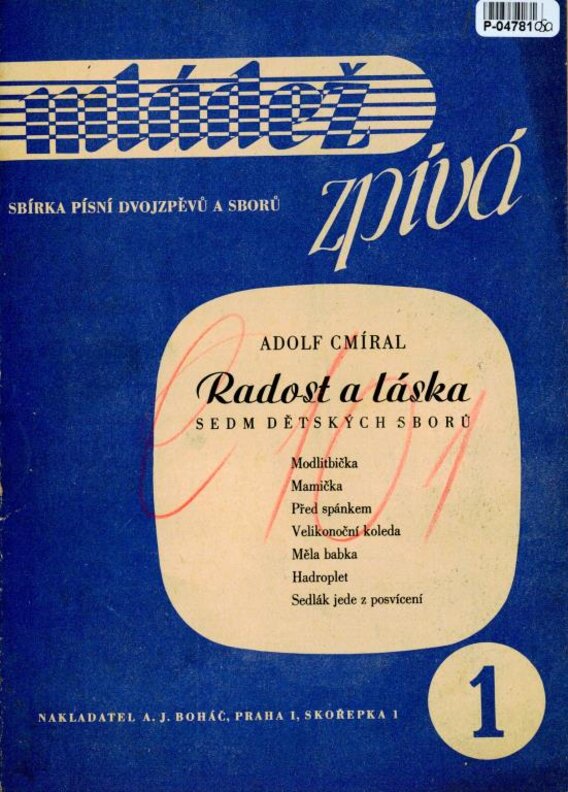 P-04781080
mládež
zpívá
SBÍRKA PÍSNÍ DVOJZPĚVŮ A SBORŮ
ADOLF CMÍRAL
Radost a láska
SEDM DĚTSKÝCH SBORŮ
Modlitbička
Mamička
Před spánkem
Velikonoční koleda
Měla babka
Hadroplet
Sedlák jede z posvícení
NAKLADATEL A. J. BOHÁČ, PRAHA I, SKOŘEPKA 1
1